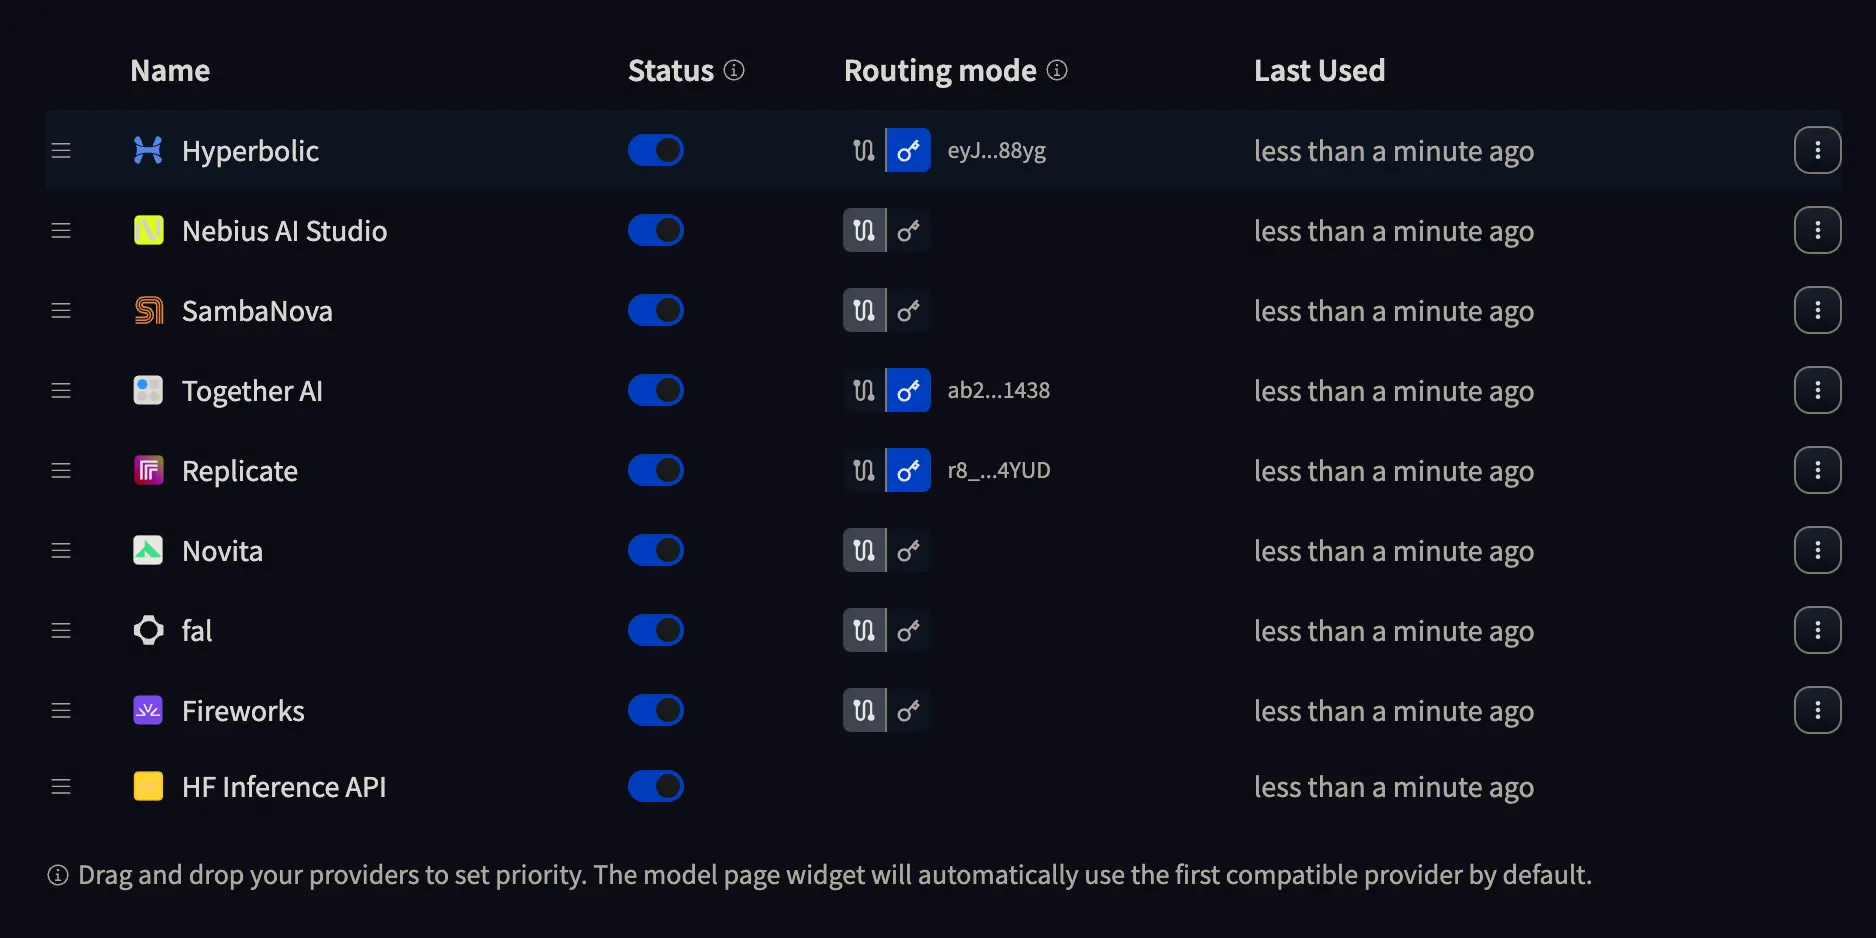 Name Status Routing mode Last Used
Hyperbolic eyJ...88yg less than a minute ago
Nebius AI Studio less than a minute ago
SambaNova less than a minute ago
Together AI ab2...1438 less than a minute ago
Replicate r8_...4YUD less than a minute ago
Novita less than a minute ago
fal less than a minute ago
Fireworks less than a minute ago
HF Inference API less than a minute ago
Drag and drop your providers to set priority. The model page widget will automatically use the first compatible provider by default.